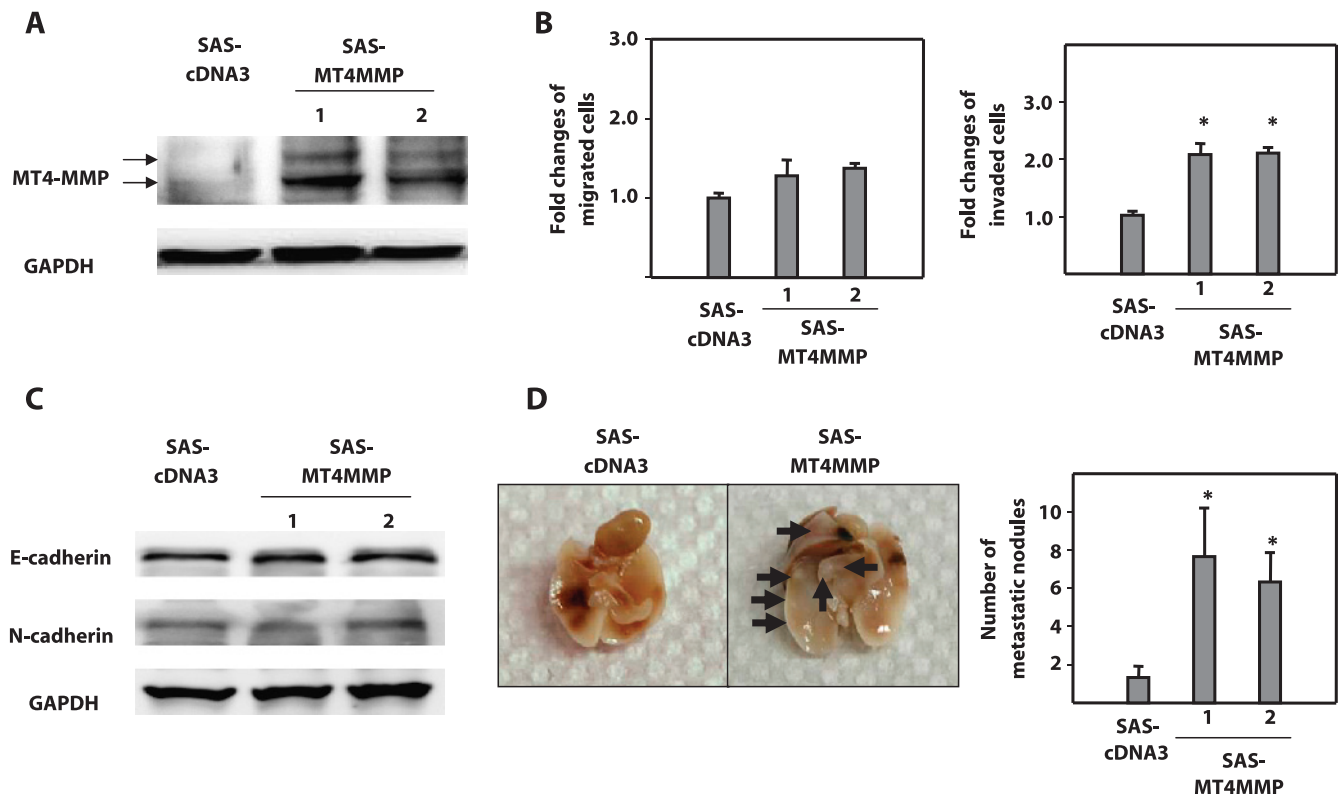 A
SAS-
cDNA3
SAS-
MT4MMP
1
2
MT4-MMP
GAPDH
B
3.0
2.0
1.0
Fold changes of
migrated cells
SAS-
cDNA3
1
2
SAS-
MT4MMP
3.0
2.0
1.0
Fold changes of
invaded cells
*
*
SAS-
cDNA3
1
2
SAS-
MT4MMP
C
SAS-
cDNA3
SAS-
MT4MMP
1
2
E-cadherin
N-cadherin
GAPDH
D
SAS-
cDNA3
SAS-
MT4MMP
10
8
6
4
2
Number of
metastatic nodules
*
*
SAS-
cDNA3
1
2
SAS-
MT4MMP